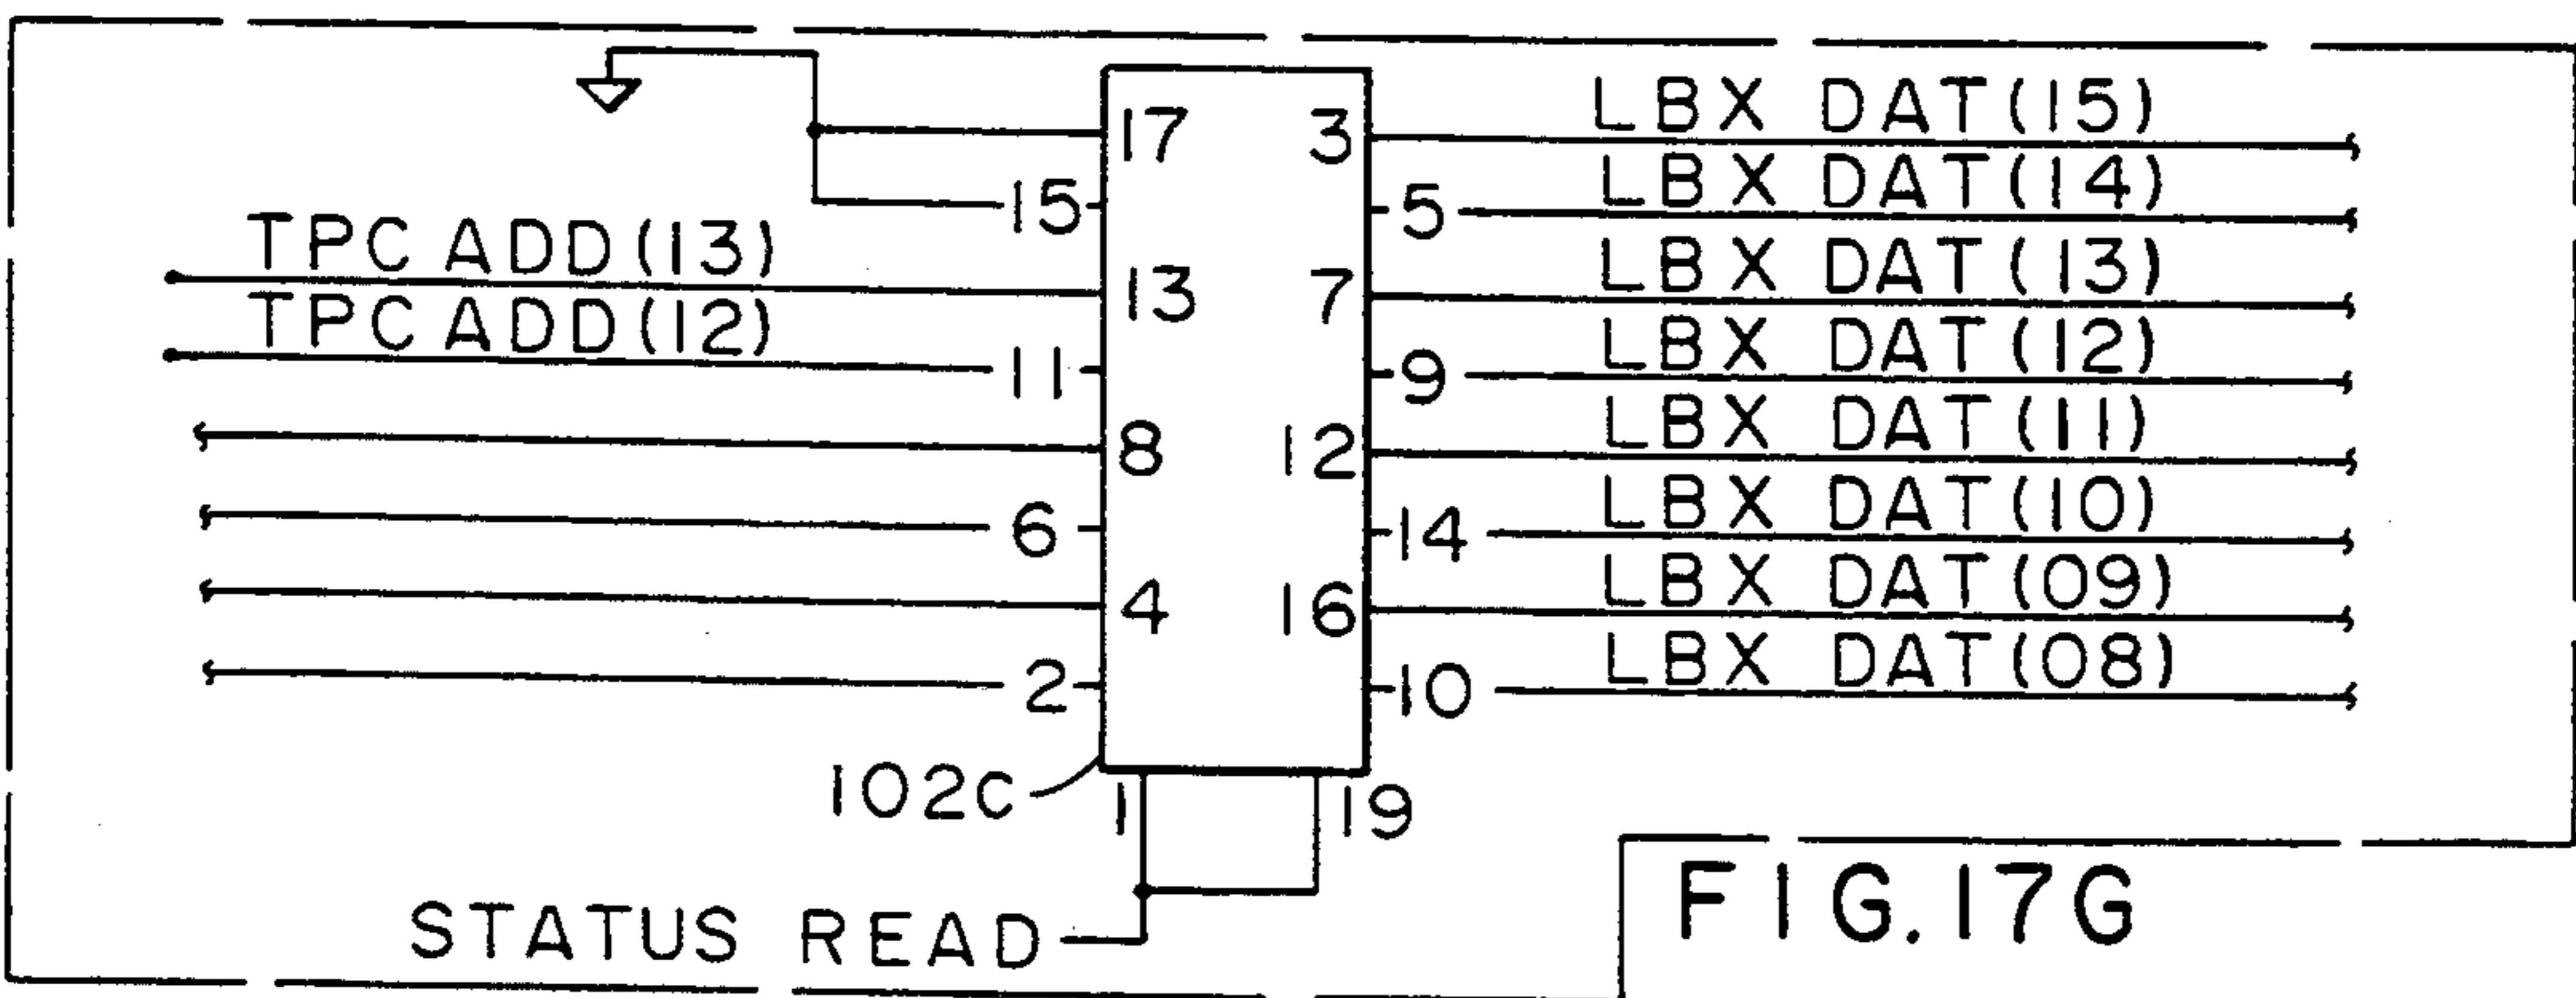 17 3 LBX DAT(15)
15 5 LBX DAT(14)
TPC ADD(13) 13 7 LBX DAT(13)
TPC ADD(12) 11 9 LBX DAT(12)
8 12 LBX DAT(11)
6 14 LBX DAT(10)
4 16 LBX DAT(09)
2 10 LBX DAT(08)
102C 1 19
STATUS READ
FIG.17G